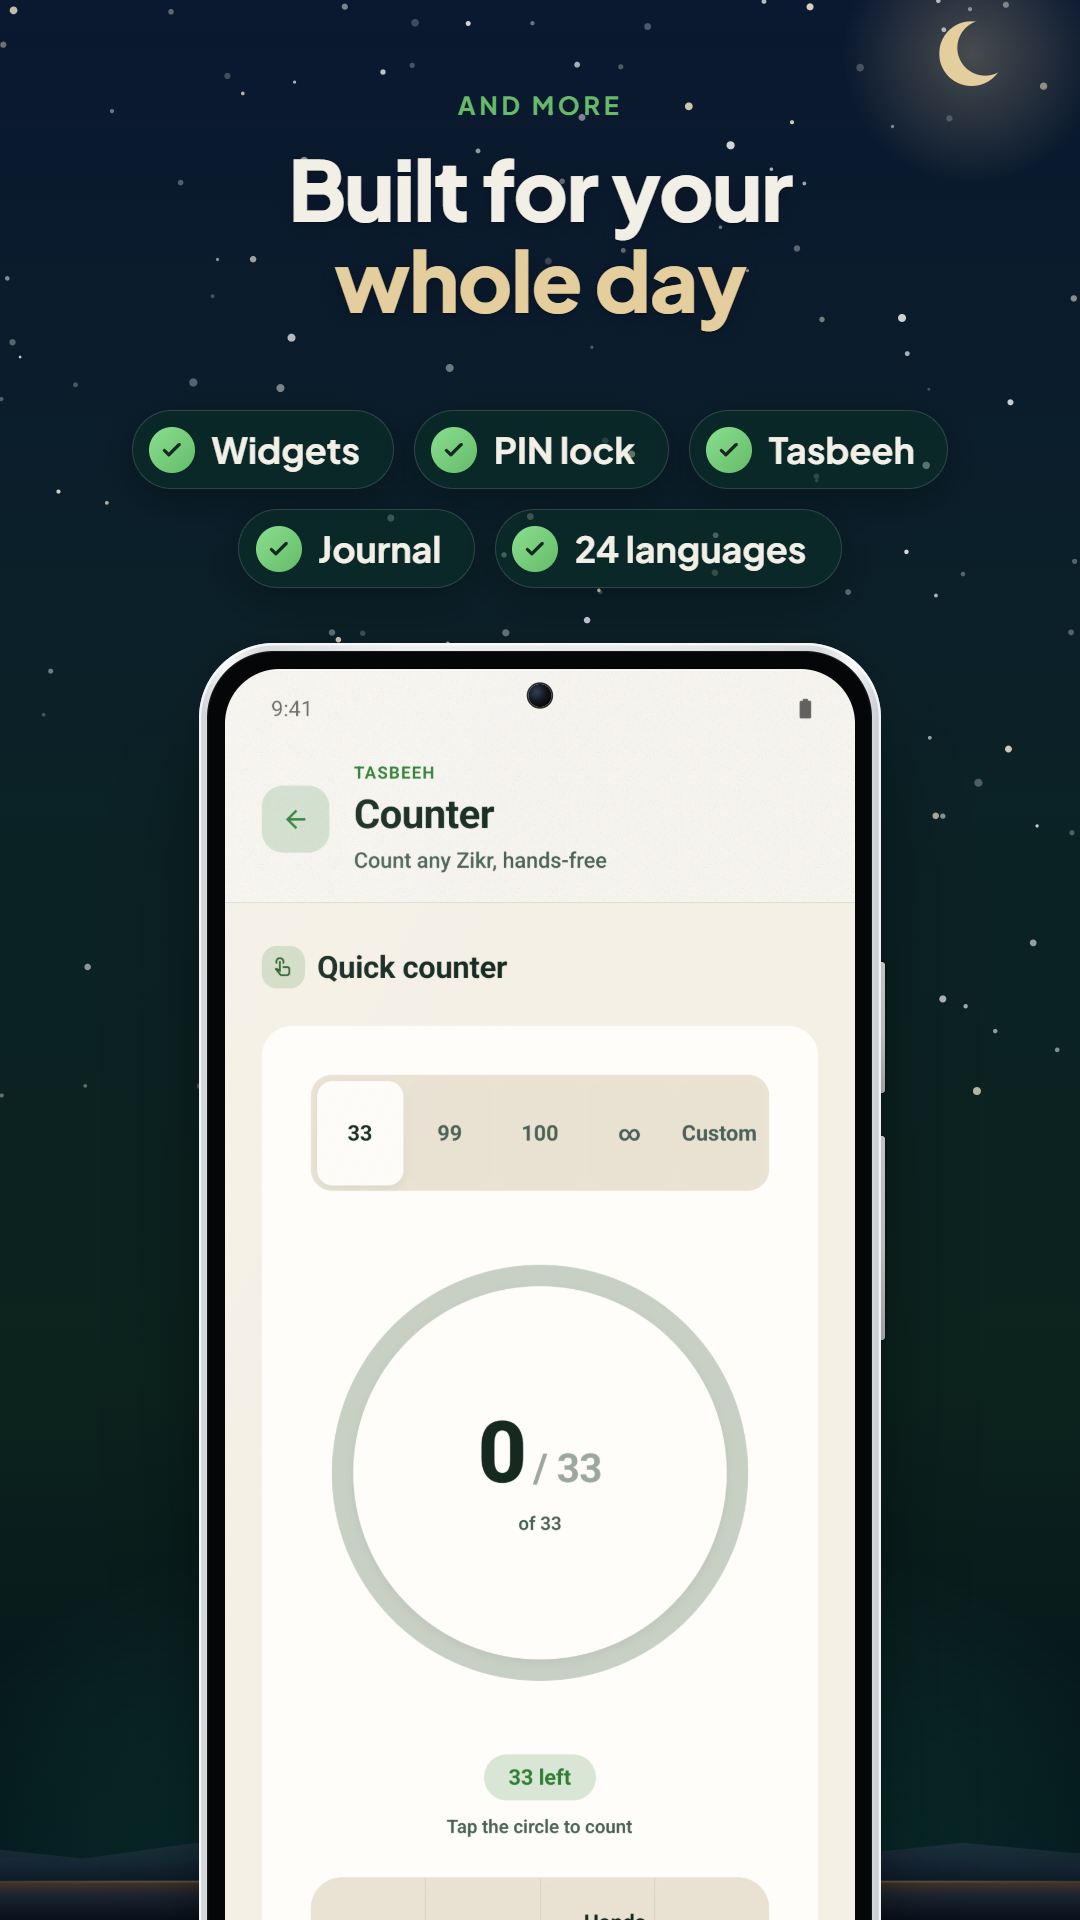 AND MORE
Built for your
whole day
Widgets
PIN lock
Tasbeeh
Journal
24 languages
9:41
TASBEEH
Counter
Count any Zikr, hands-free
Quick counter
33
99
100
∞
Custom
0 / 33
of 33
33 left
Tap the circle to count